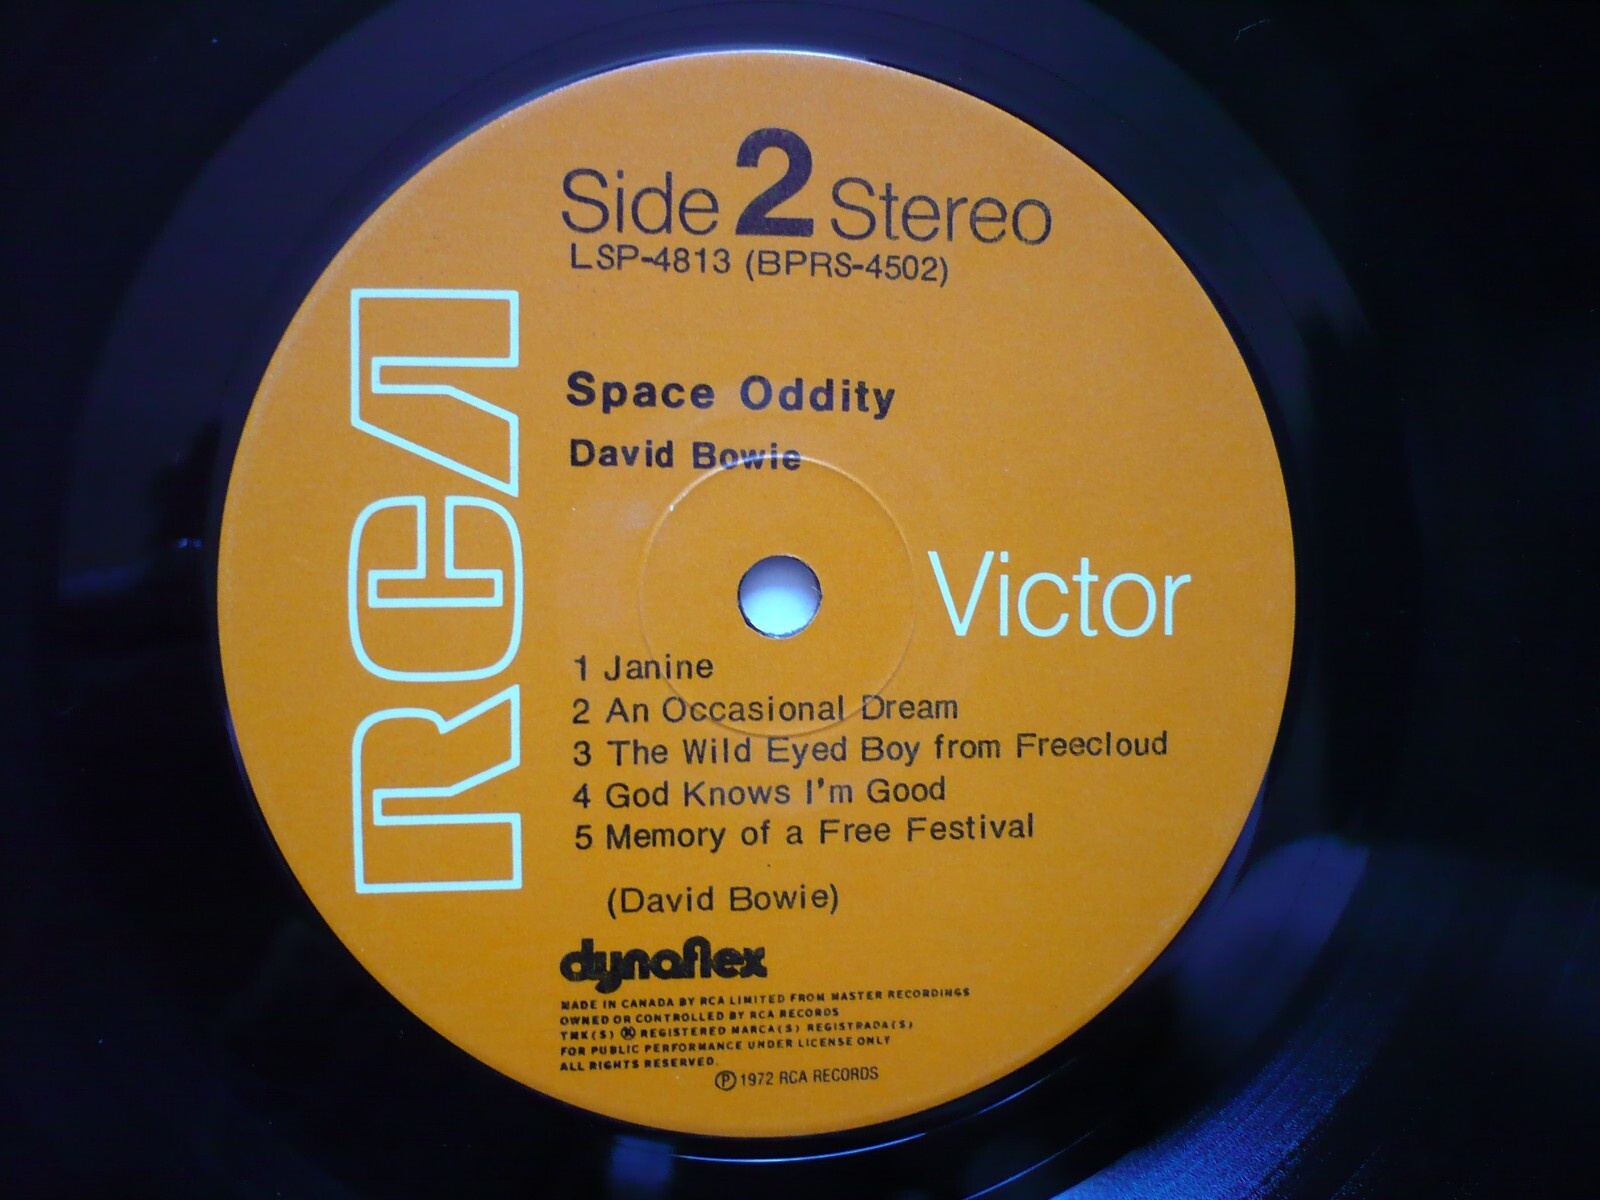 Side 2 Stereo
LSP-4813 (BPRS-4502)
Space Oddity
David Bowie
RCA
Victor
1 Janine
2 An Occasional Dream
3 The Wild Eyed Boy from Freecloud
4 God Knows I'm Good
5 Memory of a Free Festival
(David Bowie)
dynaflex
MADE IN CANADA BY RCA LIMITED FROM MASTER RECORDINGS
OWNED OR CONTROLLED BY RCA RECORDS
TMK(S) ® REGISTERED MARCA(S) REGISTRADA(S)
FOR PUBLIC PERFORMANCE UNDER LICENSE ONLY
ALL RIGHTS RESERVED.
℗ 1972 RCA RECORDS